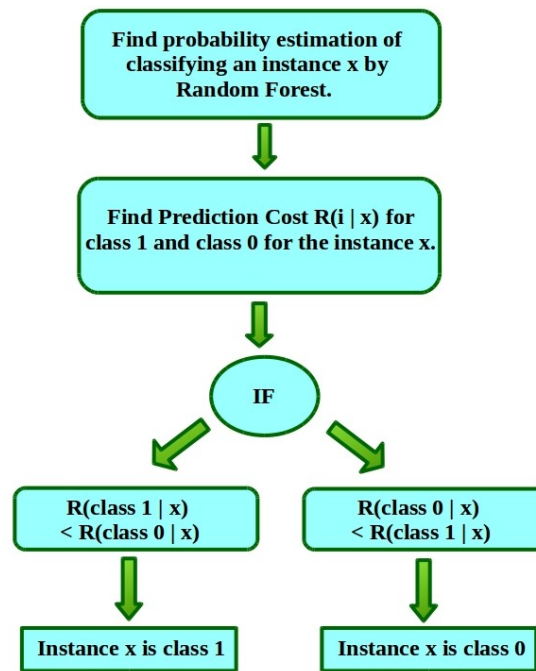 Find probability estimation of
classifying an instance x by
Random Forest.
Find Prediction Cost R(i | x) for
class 1 and class 0 for the instance x.
IF
R(class 1 | x)
< R(class 0 | x)
R(class 0 | x)
< R(class 1 | x)
Instance x is class 1
Instance x is class 0